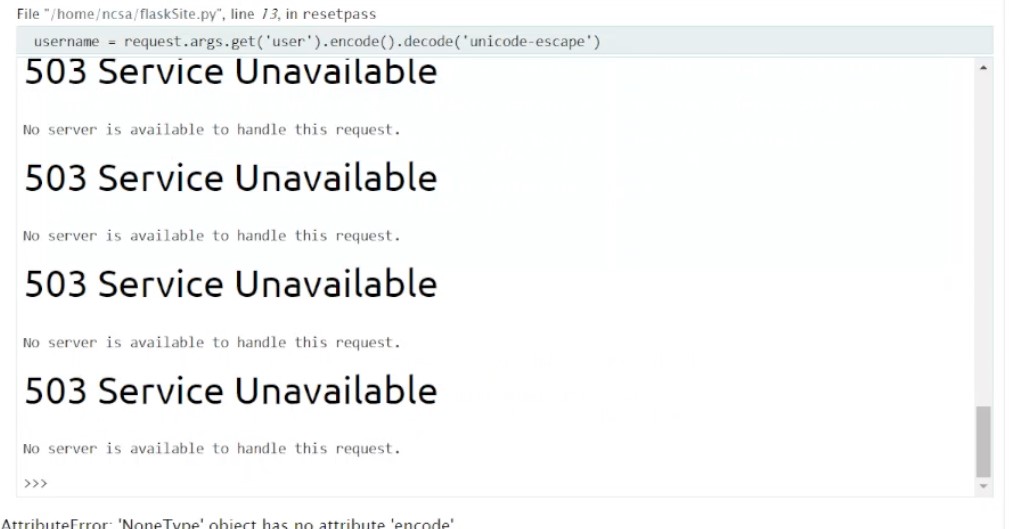 File "/home/ncsa/flaskSite.py", line 13, in resetpass
username = request.args.get('user').encode().decode('unicode-escape')
503 Service Unavailable
No server is available to handle this request.
503 Service Unavailable
No server is available to handle this request.
503 Service Unavailable
No server is available to handle this request.
503 Service Unavailable
No server is available to handle this request.
>>>
AttributeError: 'NoneType' object has no attribute 'encode'